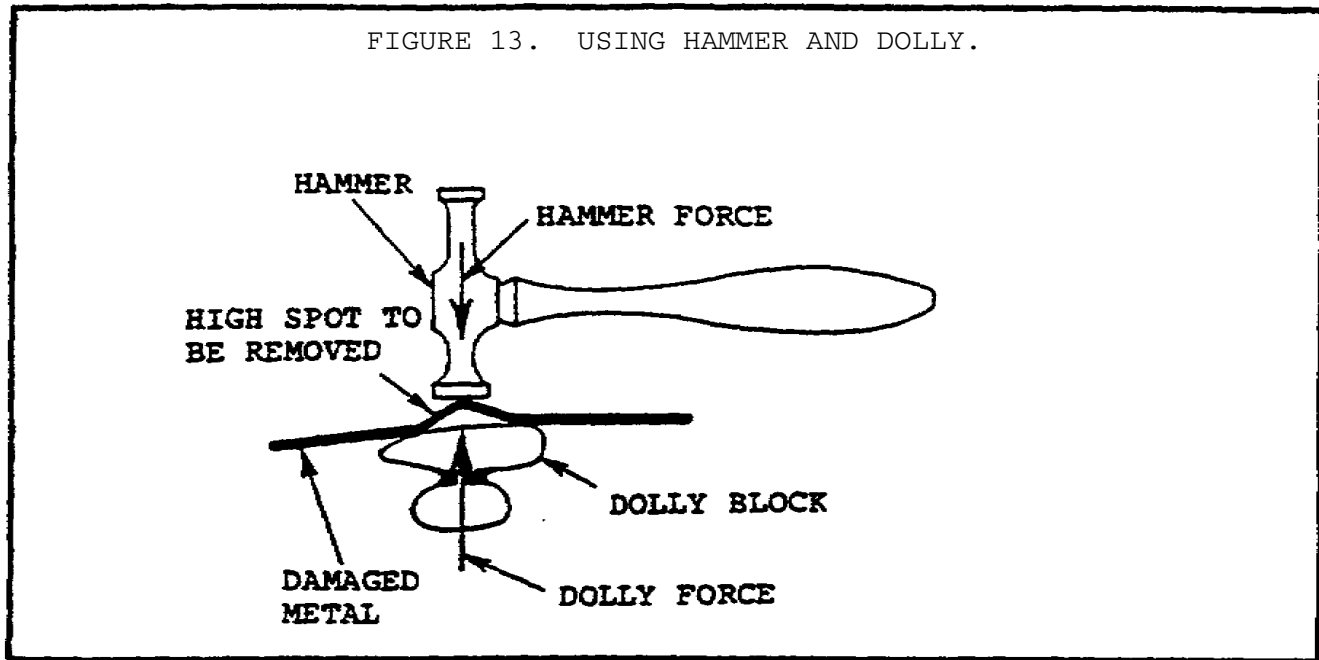 FIGURE 13. USING HAMMER AND DOLLY.
HAMMER
HAMMER FORCE
HIGH SPOT TO
BE REMOVED
DOLLY BLOCK
DAMAGED
METAL
DOLLY FORCE